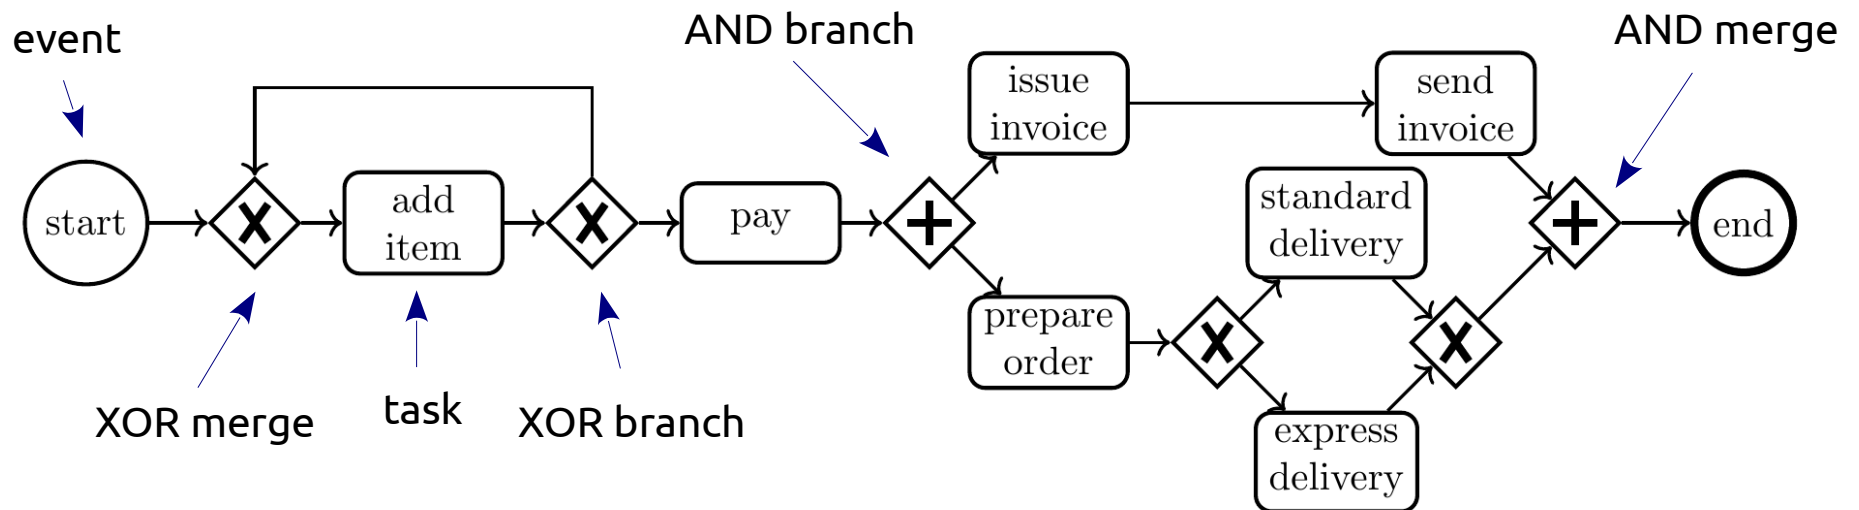 event
AND branch
AND merge
issue
invoice
send
invoice
start
X
add
item
X
pay
+
standard
delivery
+
end
prepare
order
X
X
XOR merge
task
XOR branch
express
delivery